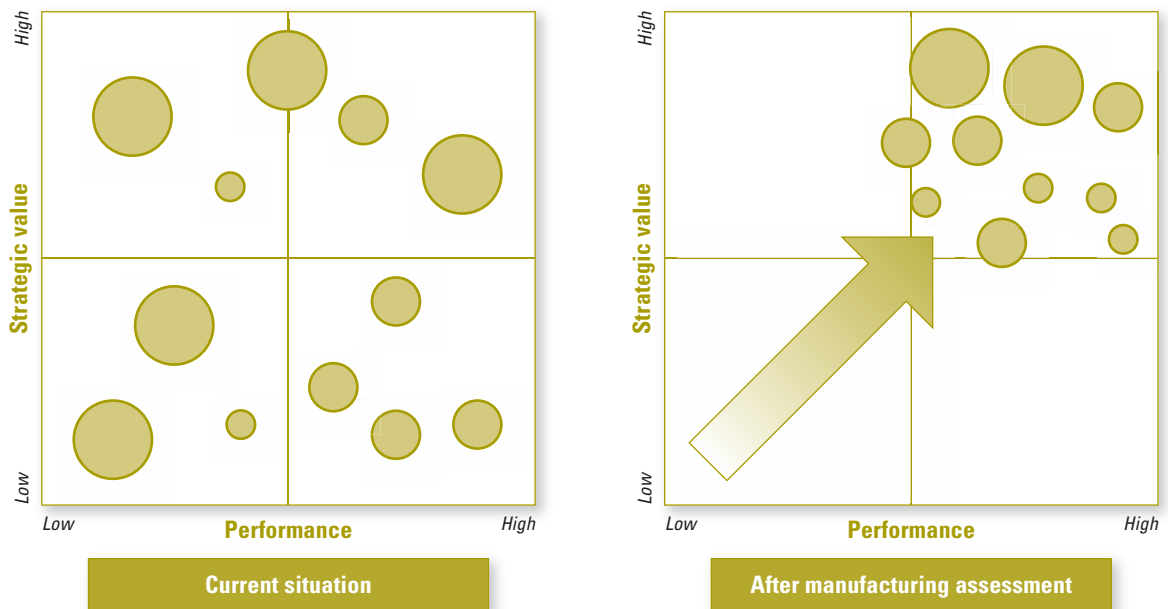 High
Strategic value
Low
Low
Performance
High
Current situation
High
Strategic value
Low
Low
Performance
High
After manufacturing assessment